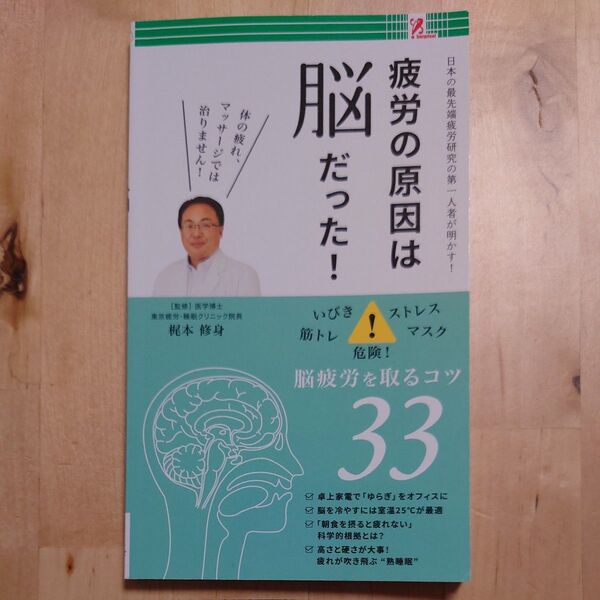 日本の最先端疲労研究の第一人者が明かす!
疲労の原因は
脳だった!
体の疲れ、
マッサージでは
治りません!
[監修] 医学博士
東京疲労・睡眠クリニック院長
梶本 修身
いびき
ストレス
筋トレ
!
マスク
危険!
脳疲労を取るコツ
33
卓上家電で「ゆらぎ」をオフィスに
脳を冷やすには室温25℃が最適
「朝食を摂ると疲れない」
科学的根拠とは?
高さと硬さが大事!
疲れが吹き飛ぶ“熟睡眠”